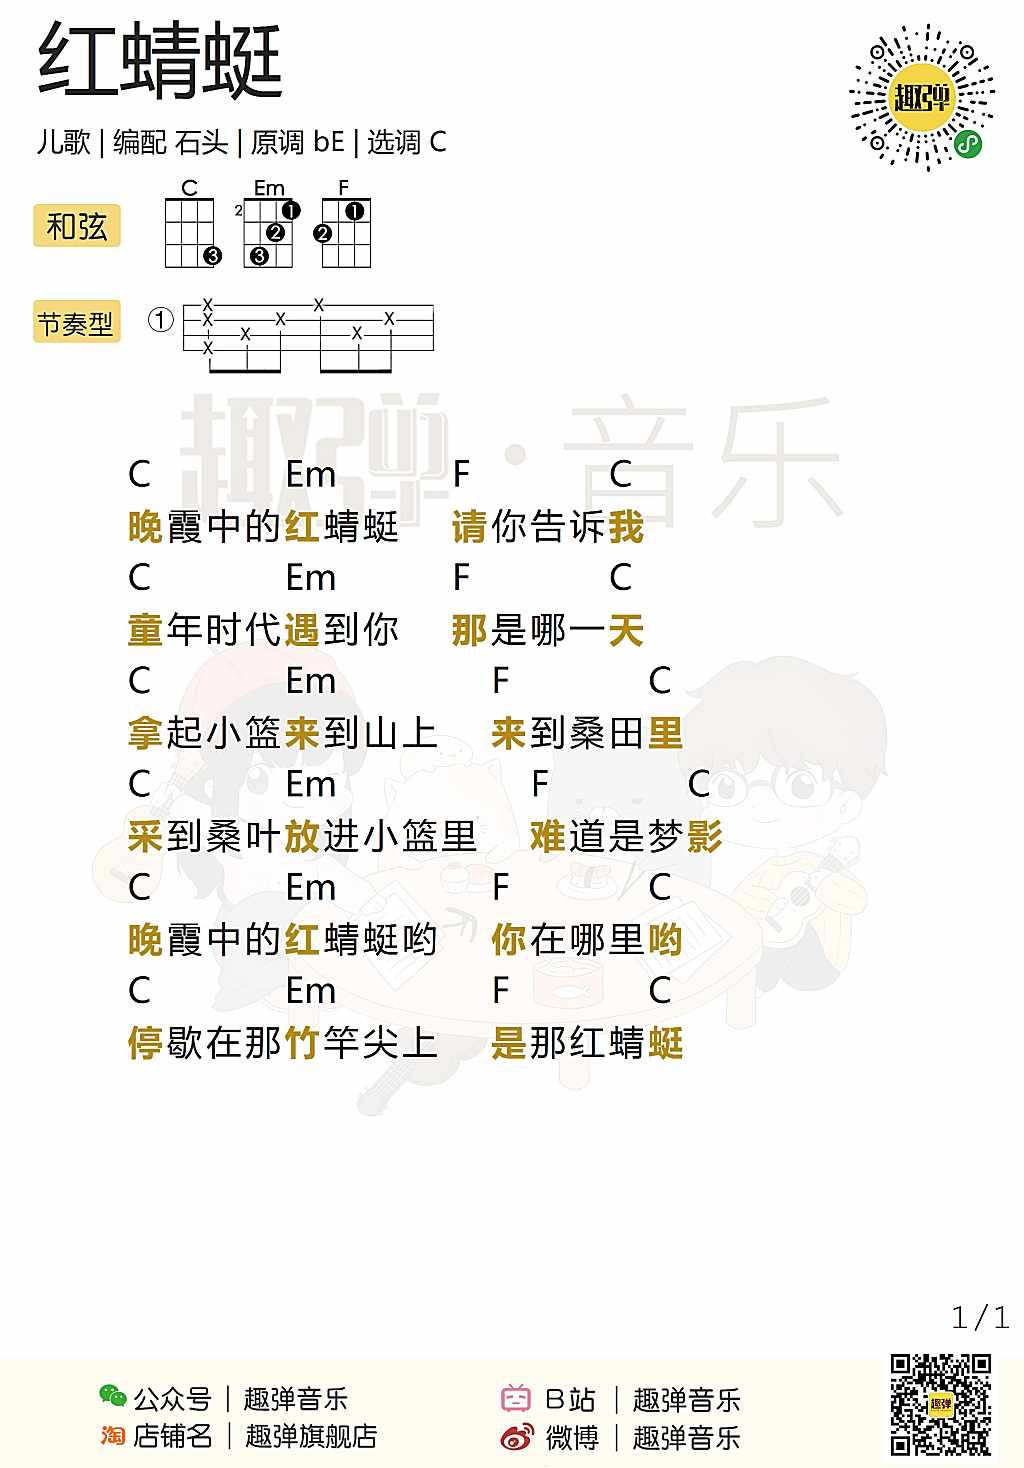 红蜻蜓
趣弹
儿歌 | 编配 石头 | 原调 bE | 选调 C
和弦
C Em F
2 1 1
2 2
3 3
节奏型 ①
X X
X X X
X X
X
趣弹·音乐
C Em F C
晚霞中的红蜻蜓 请你告诉我
C Em F C
童年时代遇到你 那是哪一天
C Em F C
拿起小篮来到山上 来到桑田里
C Em F C
采到桑叶放进小篮里 难道是梦影
C Em F C
晚霞中的红蜻蜓哟 你在哪里哟
C Em F C
停歇在那竹竿尖上 是那红蜻蜓
1/1
公众号 | 趣弹音乐 B站 | 趣弹音乐
淘 店铺名 | 趣弹旗舰店 微博 | 趣弹音乐
趣弹